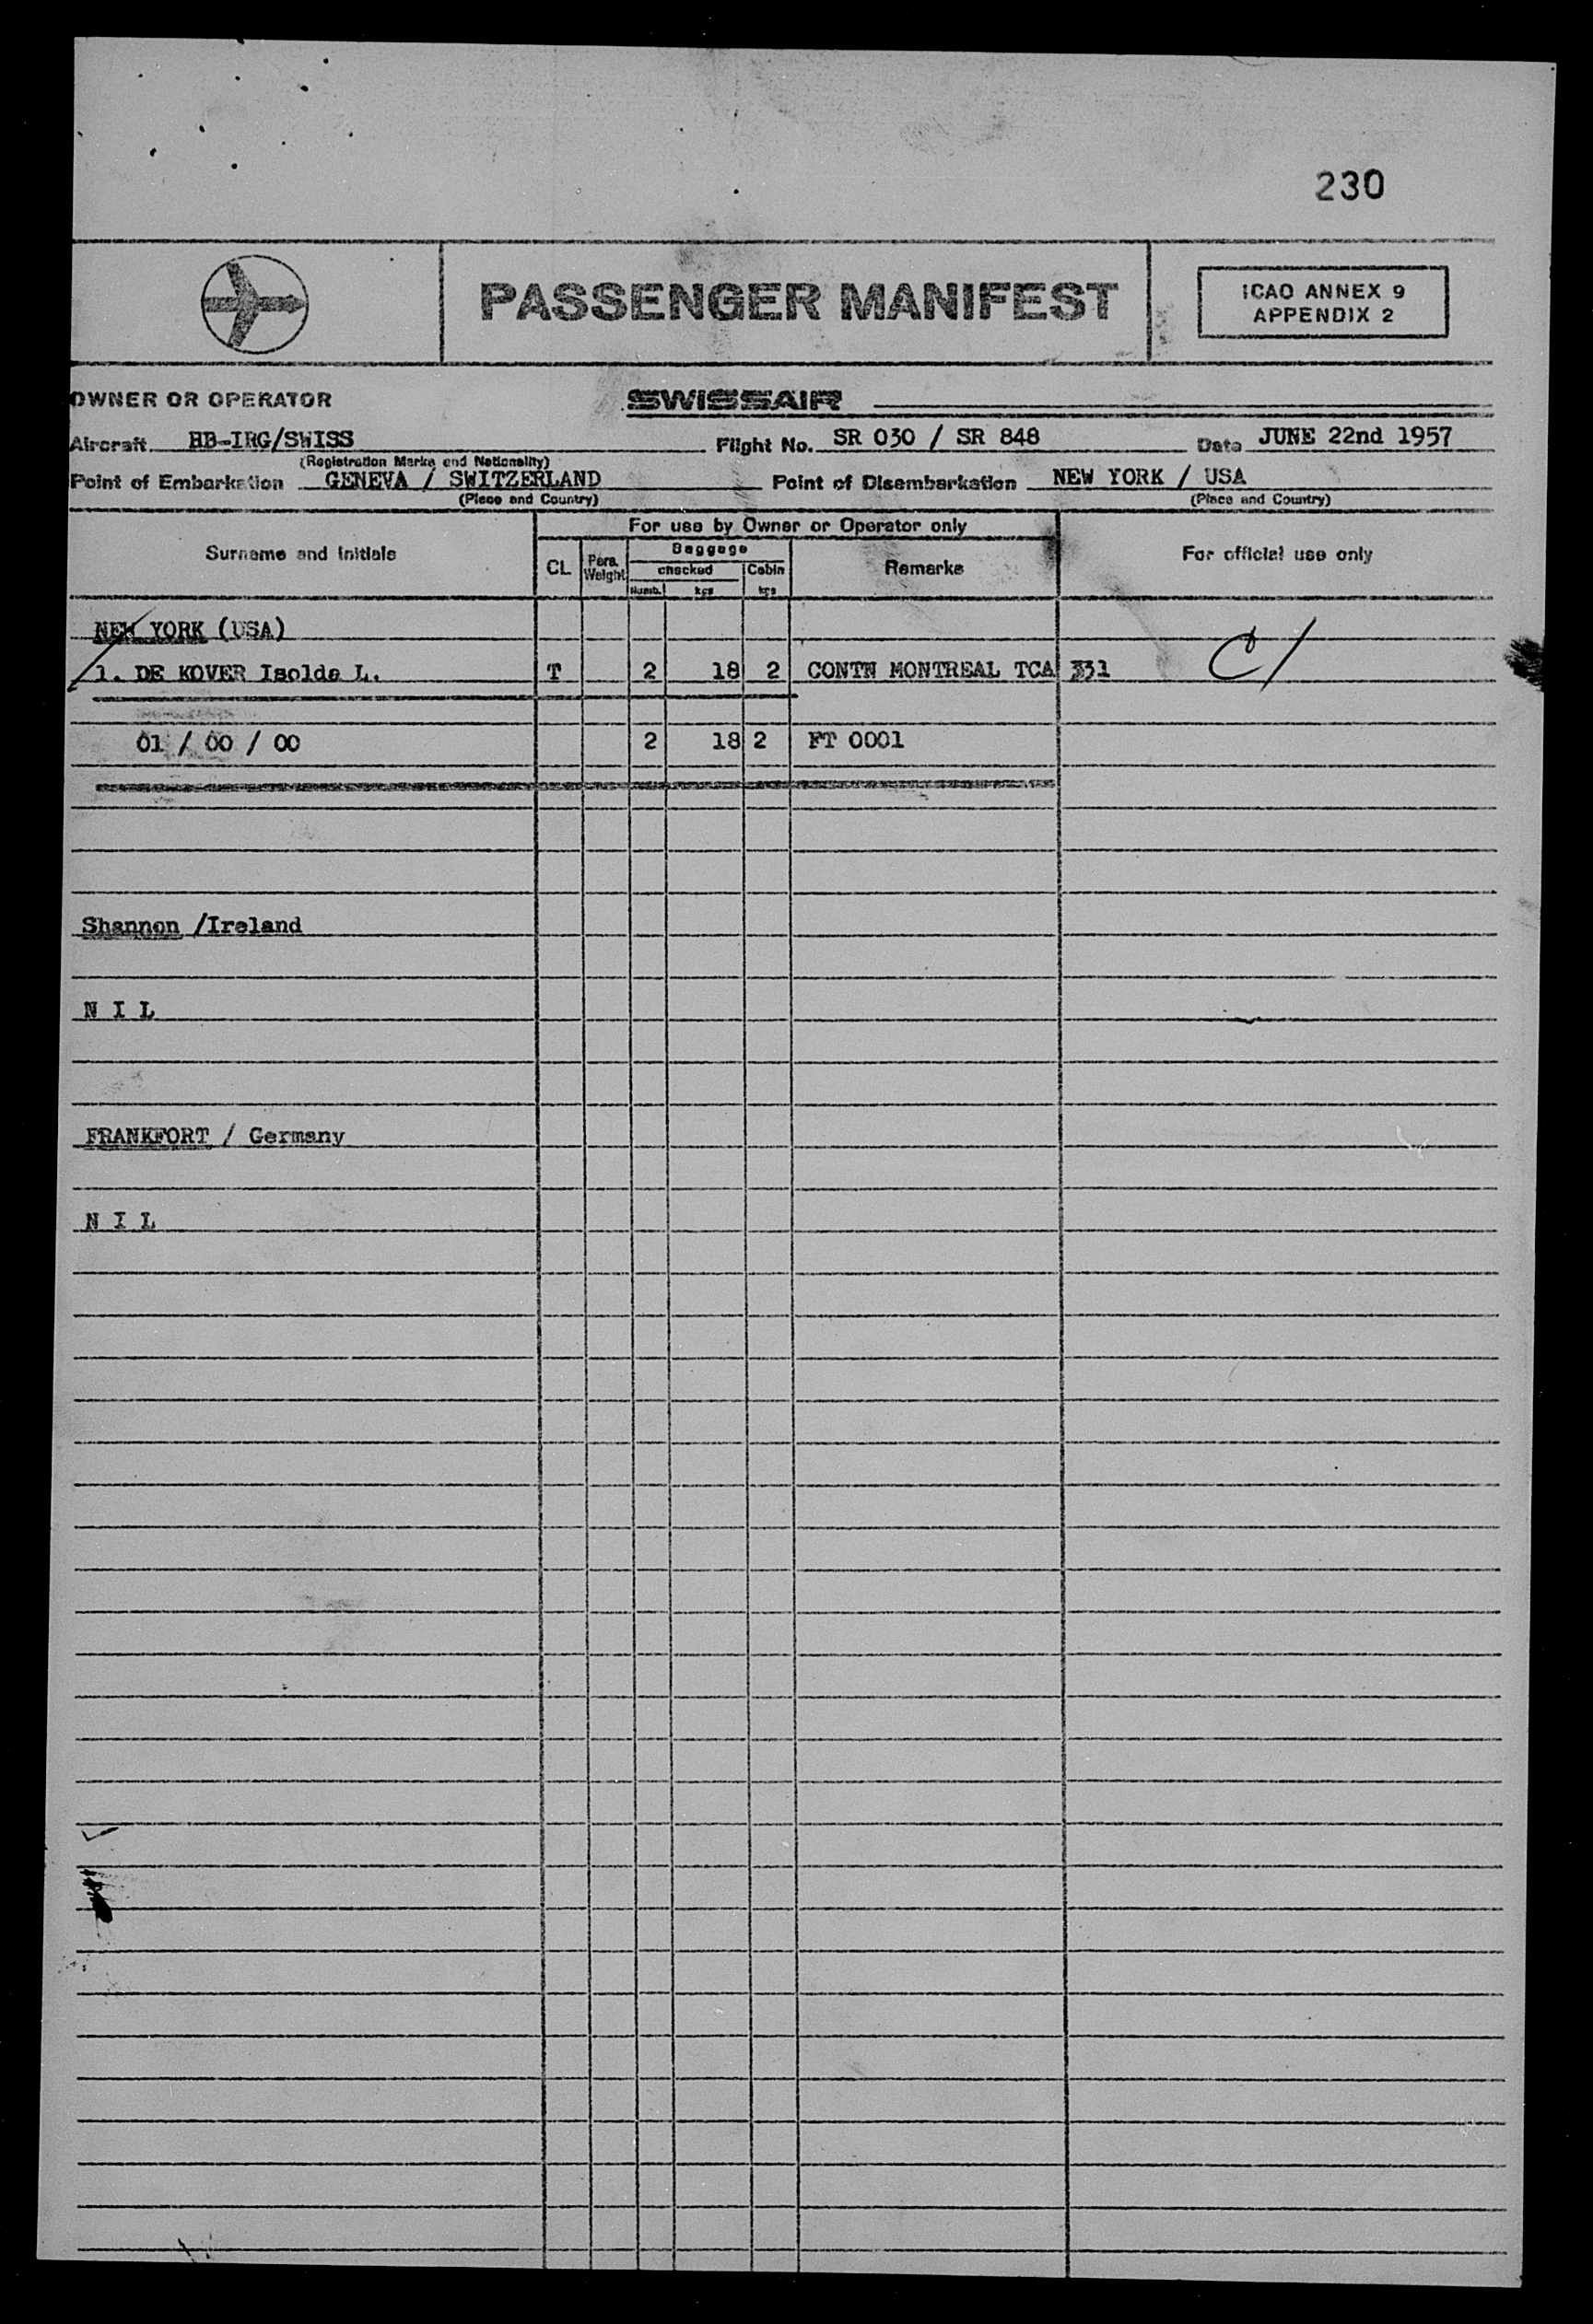 230
PASSENGER MANIFEST
ICAO ANNEX 9
APPENDIX 2
OWNER OR OPERATOR SWISSAIR
Aircraft HB-IRG/SWISS Flight No. SR 030 / SR 848 Date JUNE 22nd 1957
(Registration Marks and Nationality)
Point of Embarkation GENEVA / SWITZERLAND Point of Disembarkation NEW YORK / USA
(Place and Country) (Place and Country)
Surname and Initials For use by Owner or Operator only For official use only
CL Pers. Weight Baggage Remarks
checked Cabin
Numb. kgs kgs
NEW YORK (USA)
1. DE KOVER Isolde L. T 2 18 2 CONTN MONTREAL TCA 331 C/
01 / 00 / 00 2 18 2 FT 0001
Shannon /Ireland
N I L
FRANKFORT / Germany
N I L